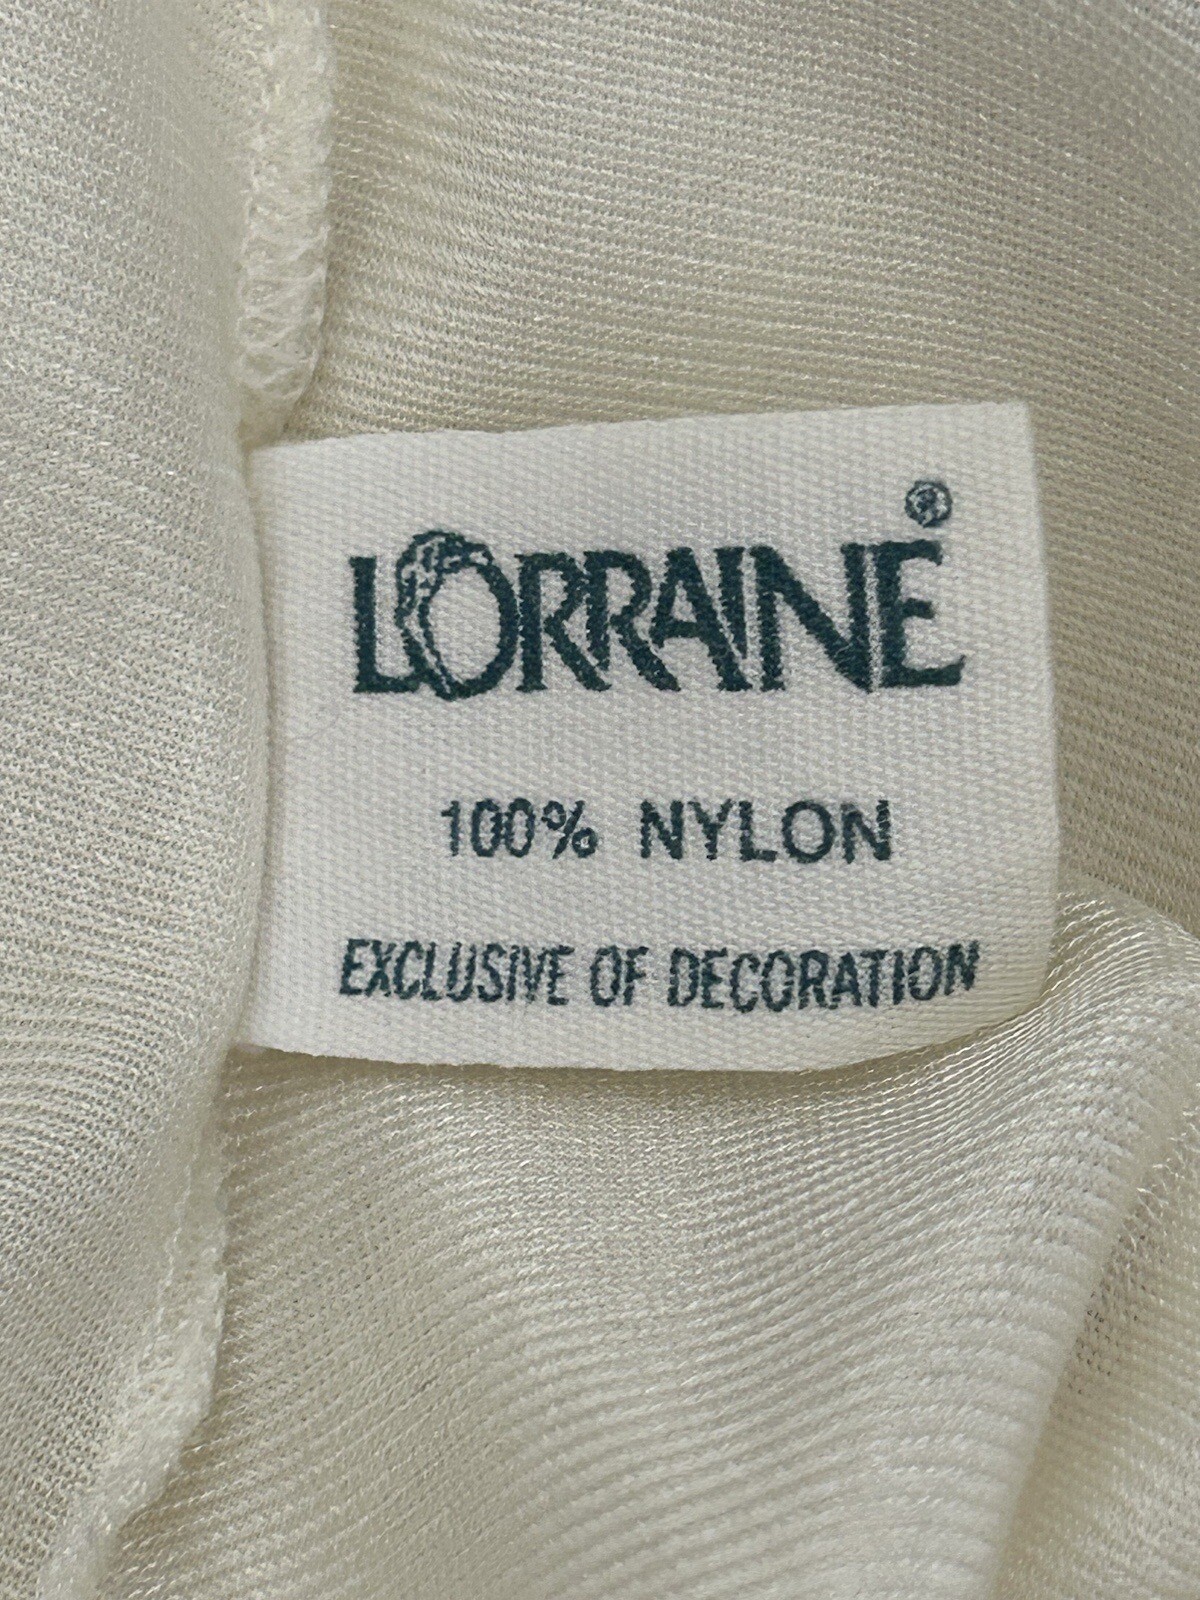 LORRAINE®
100% NYLON
EXCLUSIVE OF DECORATION